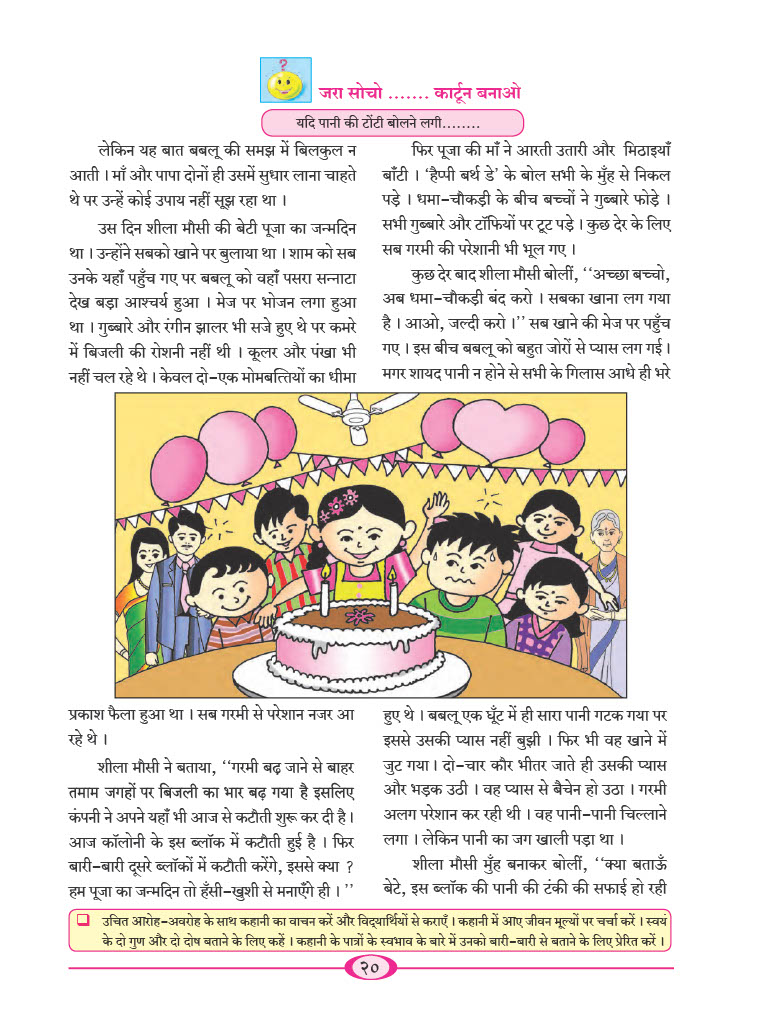 ?
जरा सोचो ....... कार्टून बनाओ
यदि पानी की टोंटी बोलने लगी........
लेकिन यह बात बबलू की समझ में बिलकुल न
आती । माँ और पापा दोनों ही उसमें सुधार लाना चाहते
थे पर उन्हें कोई उपाय नहीं सूझ रहा था ।
उस दिन शीला मौसी की बेटी पूजा का जन्मदिन
था । उन्होंने सबको खाने पर बुलाया था । शाम को सब
उनके यहाँ पहुँच गए पर बबलू को वहाँ पसरा सन्नाटा
देख बड़ा आश्चर्य हुआ । मेज पर भोजन लगा हुआ
था । गुब्बारे और रंगीन झालर भी सजे हुए थे पर कमरे
में बिजली की रोशनी नहीं थी । कूलर और पंखा भी
नहीं चल रहे थे । केवल दो-एक मोमबत्तियों का धीमा
प्रकाश फैला हुआ था । सब गरमी से परेशान नजर आ
रहे थे ।
शीला मौसी ने बताया, ‘‘गरमी बढ़ जाने से बाहर
तमाम जगहों पर बिजली का भार बढ़ गया है इसलिए
कंपनी ने अपने यहाँ भी आज से कटौती शुरू कर दी है ।
आज कॉलोनी के इस ब्लॉक में कटौती हुई है । फिर
बारी-बारी दूसरे ब्लॉकों में कटौती करेंगे, इससे क्या ?
हम पूजा का जन्मदिन तो हँसी-खुशी से मनाएँगे ही । ’’
फिर पूजा की माँ ने आरती उतारी और मिठाइयाँ
बाँटी । ‘हैप्पी बर्थ डे’ के बोल सभी के मुँह से निकल
पड़े । धमा-चौकड़ी के बीच बच्चों ने गुब्बारे फोड़े ।
सभी गुब्बारे और टॉफियों पर टूट पड़े । कुछ देर के लिए
सब गरमी की परेशानी भी भूल गए ।
कुछ देर बाद शीला मौसी बोलीं, ‘‘अच्छा बच्चो,
अब धमा-चौकड़ी बंद करो । सबका खाना लग गया
है । आओ, जल्दी करो ।’’ सब खाने की मेज पर पहुँच
गए । इस बीच बबलू को बहुत जोरों से प्यास लग गई ।
मगर शायद पानी न होने से सभी के गिलास आधे ही भरे
हुए थे । बबलू एक घूँट में ही सारा पानी गटक गया पर
इससे उसकी प्यास नहीं बुझी । फिर भी वह खाने में
जुट गया । दो-चार कौर भीतर जाते ही उसकी प्यास
और भड़क उठी । वह प्यास से बेचैन हो उठा । गरमी
अलग परेशान कर रही थी । वह पानी-पानी चिल्लाने
लगा । लेकिन पानी का जग खाली पड़ा था ।
शीला मौसी मुँह बनाकर बोलीं, ‘‘क्या बताऊँ
बेटे, इस ब्लॉक की पानी की टंकी की सफाई हो रही
❑ उचित आरोह-अवरोह के साथ कहानी का वाचन करें और विद्‌यार्थियों से कराएँ । कहानी में आए जीवन मूल्यों पर चर्चा करें । स्वयं
के दो गुण और दो दोष बताने के लिए कहें । कहानी के पात्रों के स्वभाव के बारे में उनको बारी-बारी से बताने के लिए प्रेरित करें ।
२०